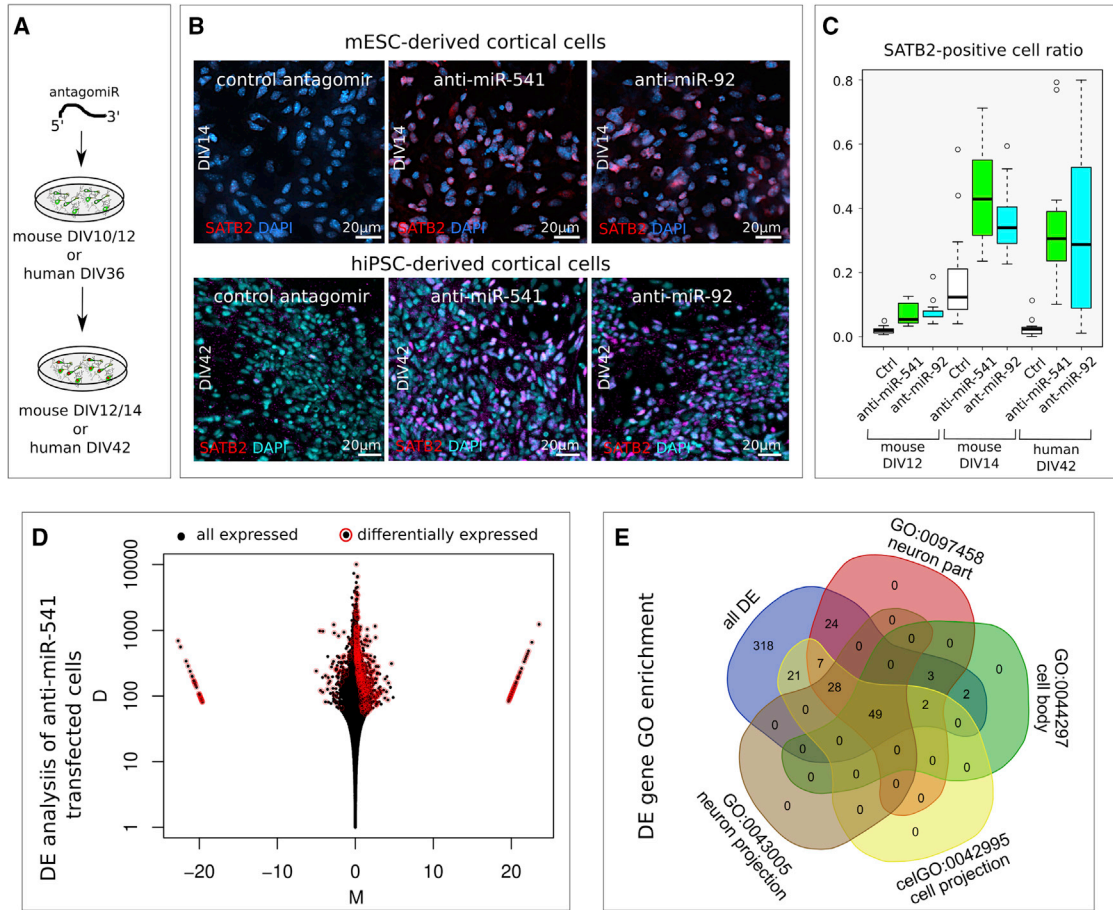 A
antagomiR
5' 3'
mouse DIV10/12
or
human DIV36
mouse DIV12/14
or
human DIV42
B
mESC-derived cortical cells
control antagomir anti-miR-541 anti-miR-92
DIV14
SATB2 DAPI 20µm SATB2 DAPI 20µm SATB2 DAPI 20µm
hiPSC-derived cortical cells
control antagomir anti-miR-541 anti-miR-92
DIV42 DIV42 DIV42
SATB2 DAPI 20µm SATB2 DAPI 20µm SATB2 DAPI 20µm
C
SATB2-positive cell ratio
0.8
0.6
0.4
0.2
0.0
Ctrl anti-miR-541 ant-miR-92 Ctrl anti-miR-541 ant-miR-92 Ctrl anti-miR-541 ant-miR-92
mouse DIV12
mouse DIV14
human DIV42
D
all expressed differentially expressed
DE analysiis of anti-miR-541
transfected cells
D
10000
1000
100
10
1
−20 −10 0 10 20
M
E
DE gene GO enrichment
GO:0097458
neuron part
all DE
GO:0044297
cell body
GO:0043005
neuron projection
celGO:0042995
cell projection
0
24 0
318 0 0 0 0
7 0 3
21 28 2 2
0 49 0
0 0
0 0 0 0
0 0
0 0 0
0